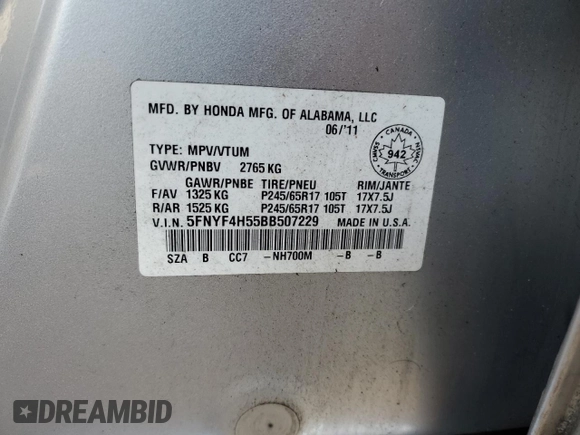 MFD. BY HONDA MFG. OF ALABAMA, LLC
06/'11
TYPE: MPV/VTUM
GVWR/PNBV 2765 KG
GAWR/PNBE TIRE/PNEU RIM/JANTE
F/AV 1325 KG P245/65R17 105T 17X7.5J
R/AR 1525 KG P245/65R17 105T 17X7.5J
V.I.N. 5FNYF4H55BB507229 MADE IN U.S.A.
SZA B CC7 -NH700M -B -B
CANADA
942
TRANSPORT
CMVSS
NSVAC
DREAMBID